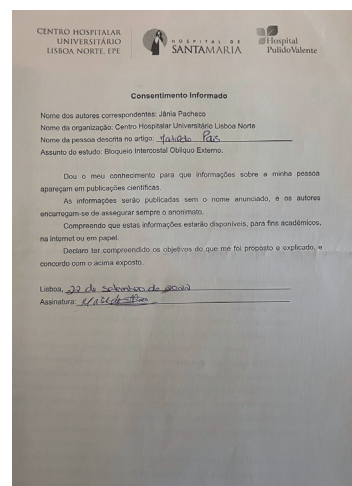 CENTRO HOSPITALAR
UNIVERSITÁRIO
LISBOA NORTE, EPE
HOSPITAL DE
SANTAMARIA
Hospital
PulidoValente
Consentimento Informado
Nome dos autores correspondentes: Jânia Pacheco
Nome da organização: Centro Hospitalar Universitário Lisboa Norte
Nome da pessoa descrita no artigo: Pais
Assunto do estudo: Bloqueio Intercostal Oblíquo Externo.
Dou o meu conhecimento para que informações sobre a minha pessoa
apareçam em publicações científicas.
As informações serão publicadas sem o nome anunciado, e os autores
encarregam-se de assegurar sempre o anonimato.
Compreendo que estas informações estarão disponíveis, para fins académicos,
na internet ou em papel.
Declaro ter compreendido os objetivos do que me foi proposto e explicado, e
concordo com o acima exposto.
Lisboa, 22 de setembro de 2022
Assinatura: